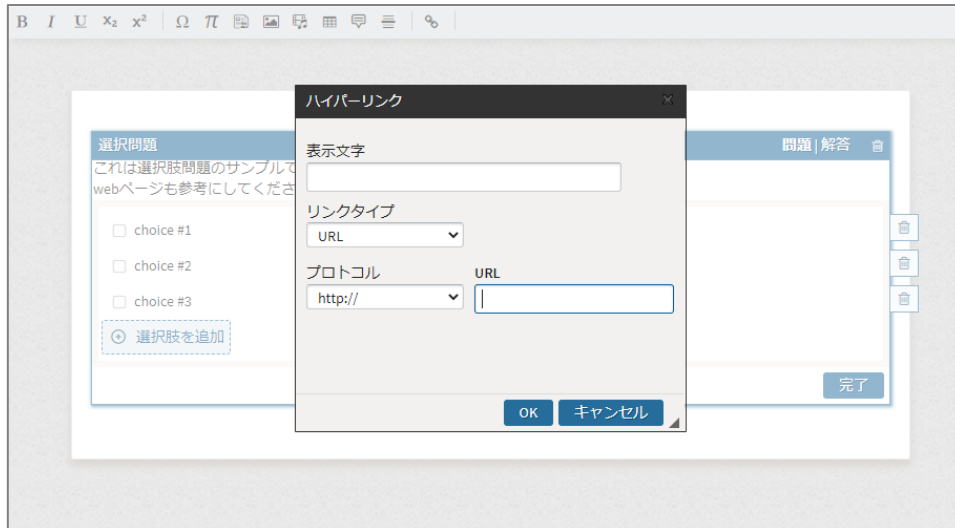 B I U x₂ x² Ω π
ハイパーリンク
選択問題
問題|解答
これは選択肢問題のサンプルで
webページも参考にしてくださ
表示文字
リンクタイプ
URL
choice #1
choice #2
choice #3
プロトコル URL
http://
選択肢を追加
完了
OK キャンセル